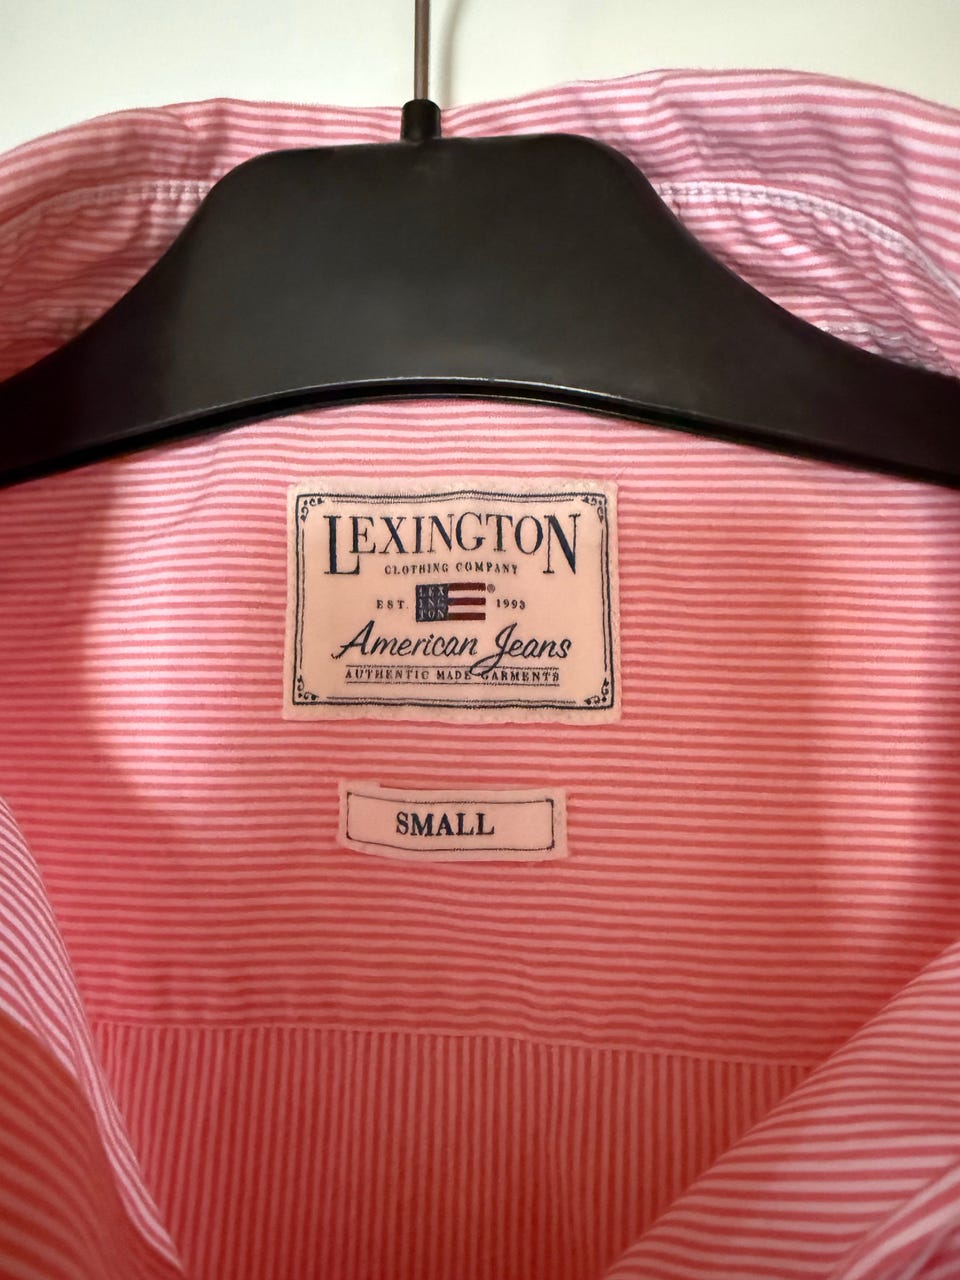 LEXINGTON
CLOTHING COMPANY
LEX
ING
TON
®
EST. 1993
American Jeans
AUTHENTIC MADE GARMENTS
SMALL